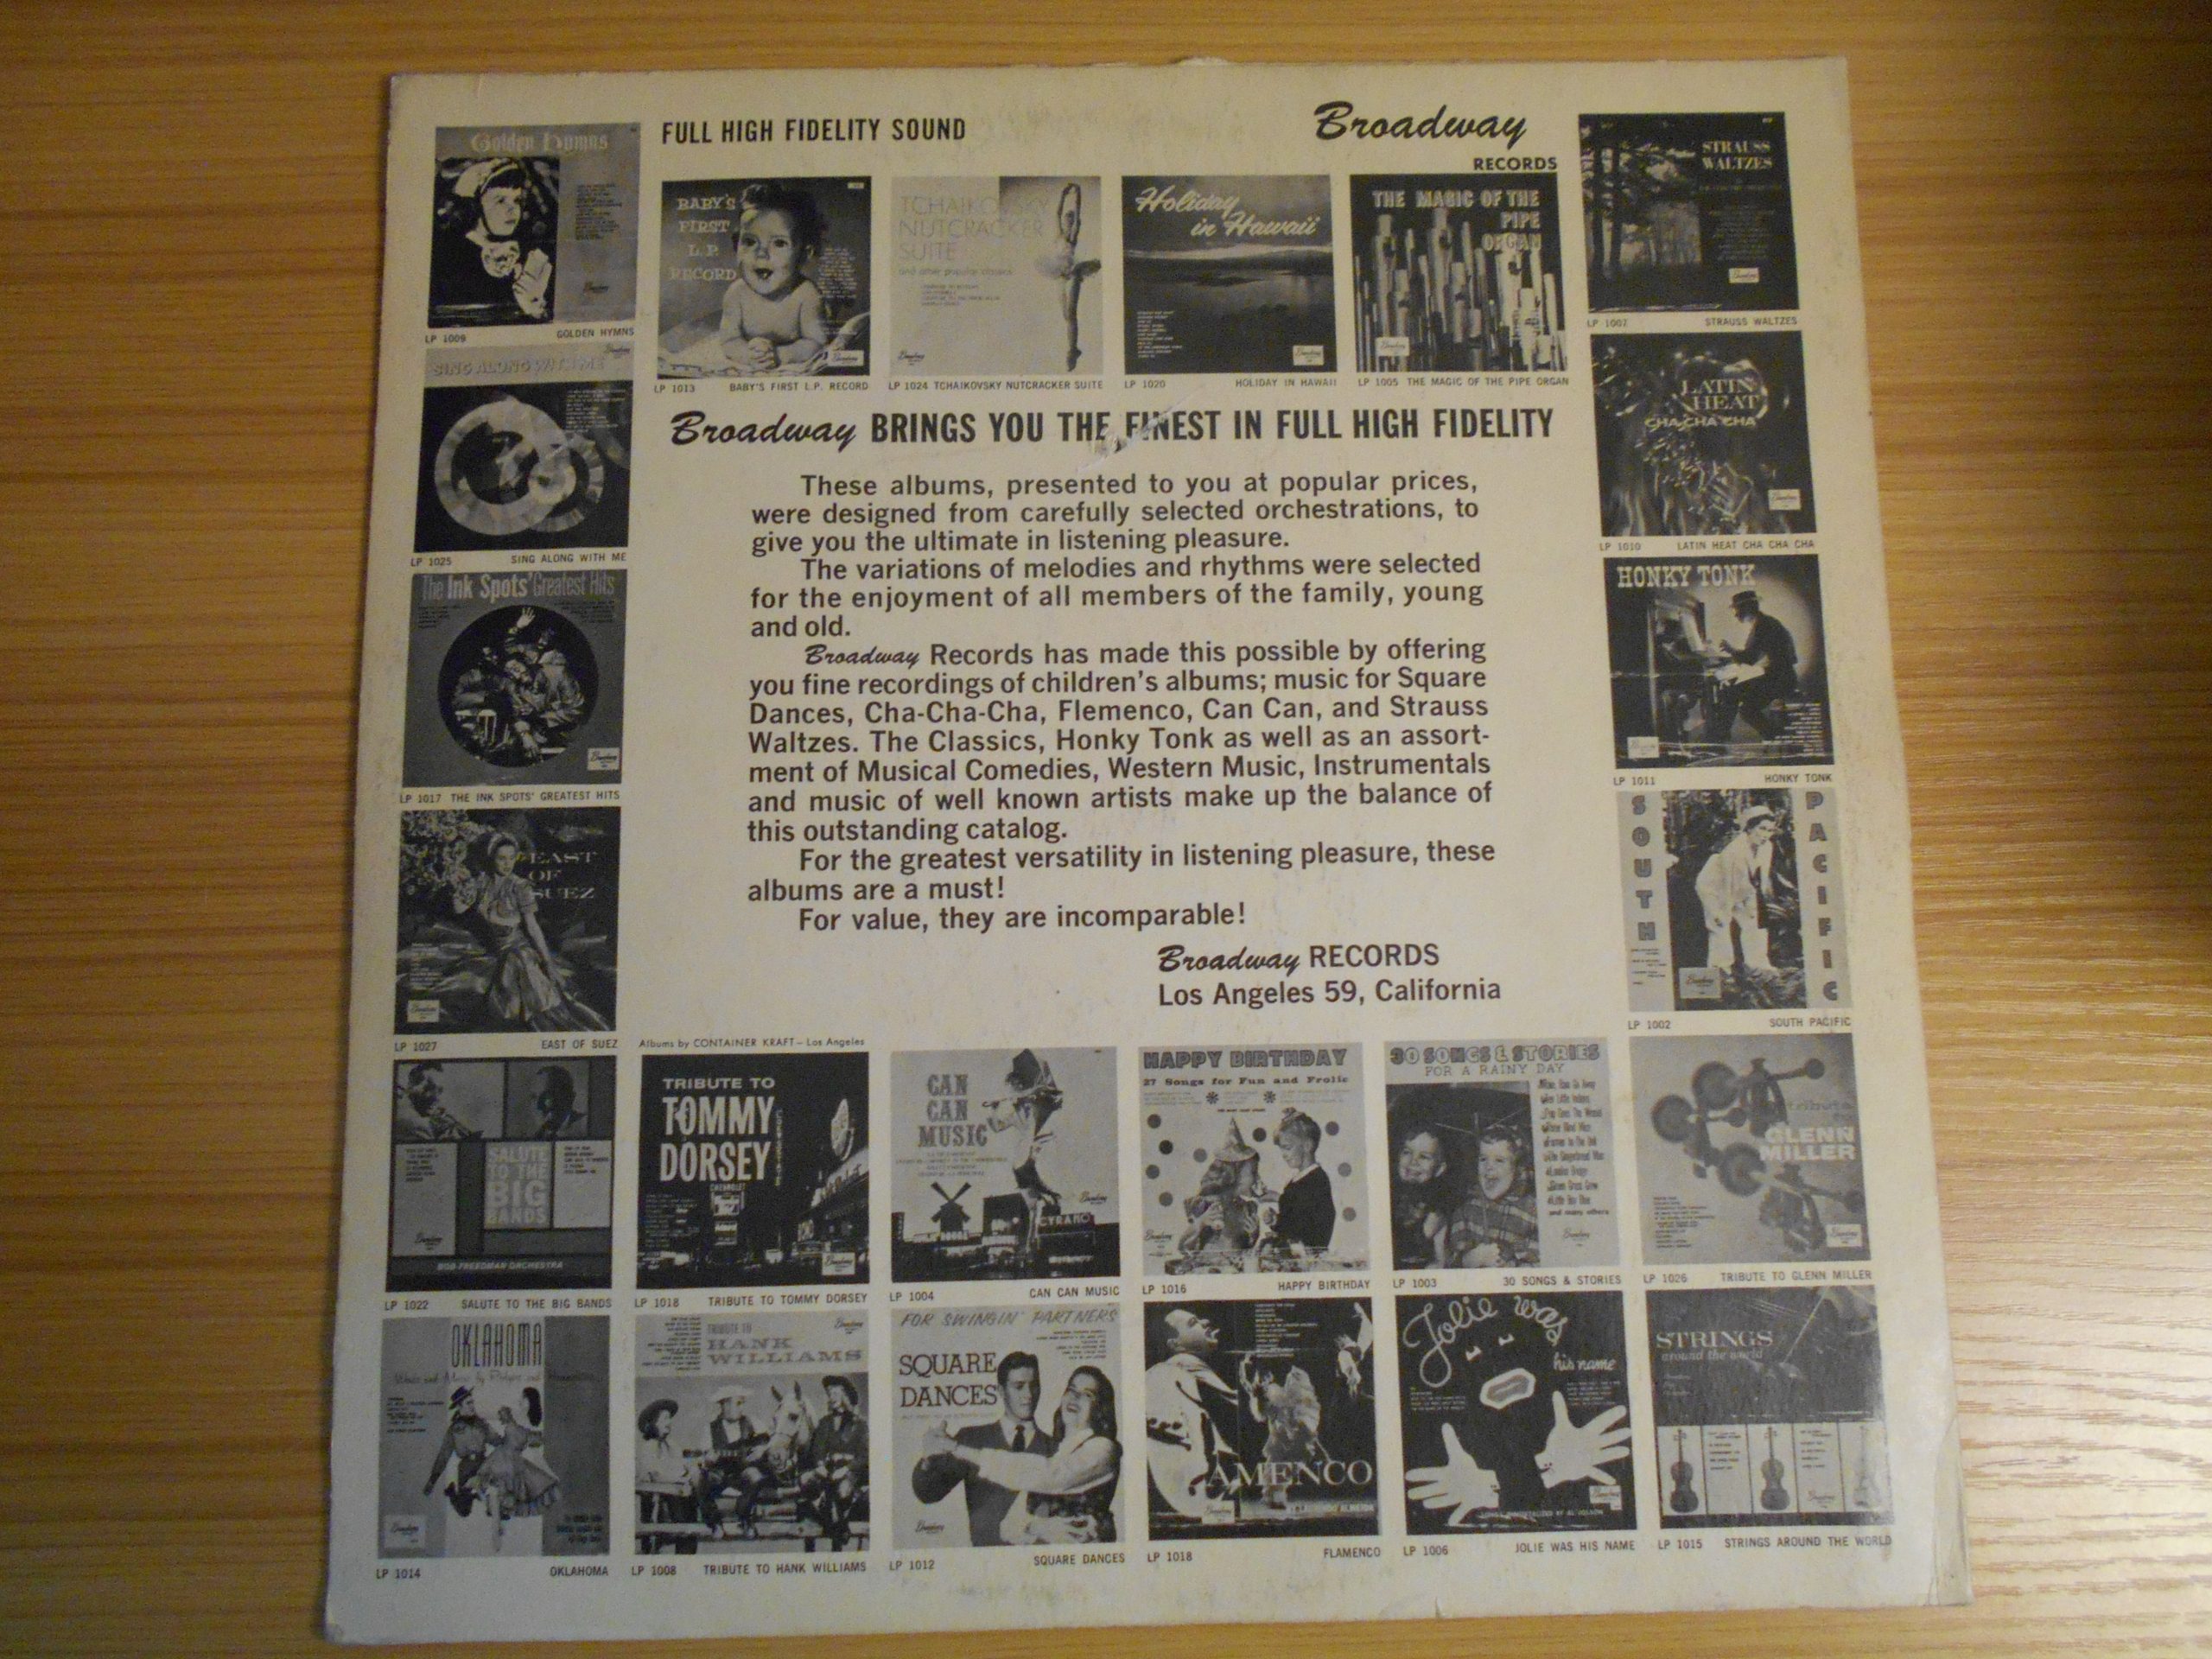 FULL HIGH FIDELITY SOUND
Broadway
RECORDS
Golden Hymns
LP 1009 GOLDEN HYMNS
BABY'S
FIRST
L.P.
RECORD
LP 1013 BABY'S FIRST L.P. RECORD
TCHAIKOVSKY
NUTCRACKER
SUITE
and other popular classics
LP 1024 TCHAIKOVSKY NUTCRACKER SUITE
Holiday
in Hawaii
LP 1020 HOLIDAY IN HAWAII
THE MAGIC OF THE
PIPE
ORGAN
LP 1005 THE MAGIC OF THE PIPE ORGAN
STRAUSS
WALTZES
LP 1007 STRAUSS WALTZES
SING ALONG WITH ME
LP 1025 SING ALONG WITH ME
LATIN
HEAT
CHA CHA CHA
LP 1010 LATIN HEAT CHA CHA CHA
The Ink Spots' Greatest Hits
LP 1017 THE INK SPOTS' GREATEST HITS
HONKY TONK
LP 1011 HONKY TONK
EAST
OF
SUEZ
LP 1027 EAST OF SUEZ
SOUTH
PACIFIC
LP 1002 SOUTH PACIFIC
Broadway BRINGS YOU THE FINEST IN FULL HIGH FIDELITY
These albums, presented to you at popular prices,
were designed from carefully selected orchestrations, to
give you the ultimate in listening pleasure.
The variations of melodies and rhythms were selected
for the enjoyment of all members of the family, young
and old.
Broadway Records has made this possible by offering
you fine recordings of children's albums; music for Square
Dances, Cha-Cha-Cha, Flemenco, Can Can, and Strauss
Waltzes. The Classics, Honky Tonk as well as an assort-
ment of Musical Comedies, Western Music, Instrumentals
and music of well known artists make up the balance of
this outstanding catalog.
For the greatest versatility in listening pleasure, these
albums are a must!
For value, they are incomparable!
Broadway RECORDS
Los Angeles 59, California
Albums by CONTAINER KRAFT — Los Angeles
SALUTE
TO THE
BIG
BANDS
BOB FREEDMAN ORCHESTRA
LP 1022 SALUTE TO THE BIG BANDS
TRIBUTE TO
TOMMY
DORSEY
CHEVROLET
LP 1018 TRIBUTE TO TOMMY DORSEY
CAN
CAN
MUSIC
CYRANO
LP 1004 CAN CAN MUSIC
HAPPY BIRTHDAY
27 Songs for Fun and Frolic
LP 1016 HAPPY BIRTHDAY
30 SONGS & STORIES
FOR A RAINY DAY
and many others
LP 1003 30 SONGS & STORIES
tribute
to
GLENN
MILLER
LP 1026 TRIBUTE TO GLENN MILLER
OKLAHOMA
LP 1014 OKLAHOMA
TRIBUTE TO
HANK
WILLIAMS
LP 1008 TRIBUTE TO HANK WILLIAMS
FOR SWINGIN' PARTNERS
SQUARE
DANCES
LP 1012 SQUARE DANCES
AMENCO
LP 1018 FLAMENCO
Jolie was
his name
LP 1006 JOLIE WAS HIS NAME
STRINGS
around the world
LP 1015 STRINGS AROUND THE WORLD